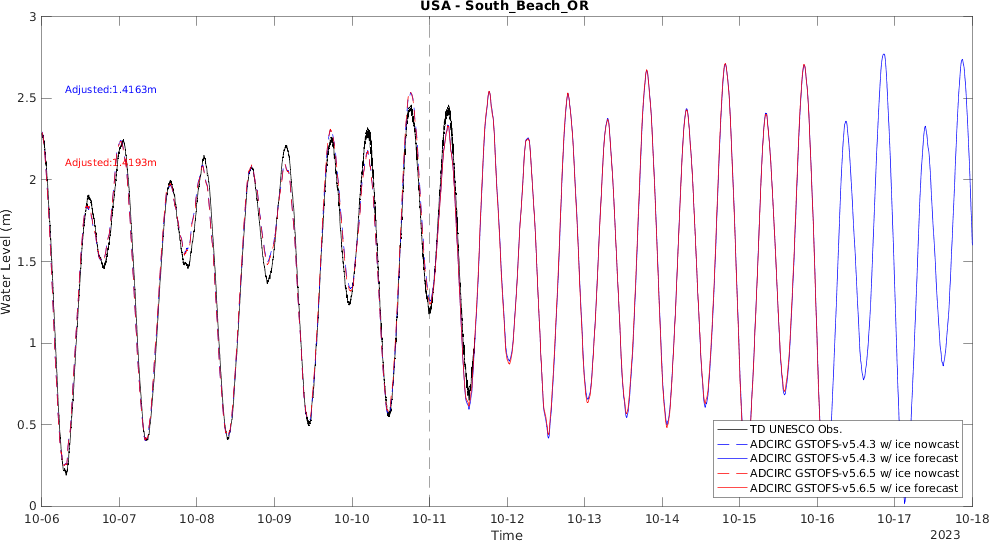 USA - South_Beach_OR
3
2.5
2
1.5
1
0.5
0
Water Level (m)
Adjusted:1.4163m
Adjusted:1.4193m
TD UNESCO Obs.
ADCIRC GSTOFS-v5.4.3 w/ ice nowcast
ADCIRC GSTOFS-v5.4.3 w/ ice forecast
ADCIRC GSTOFS-v5.6.5 w/ ice nowcast
ADCIRC GSTOFS-v5.6.5 w/ ice forecast
10-06 10-07 10-08 10-09 10-10 10-11 10-12 10-13 10-14 10-15 10-16 10-17 10-18
Time
2023